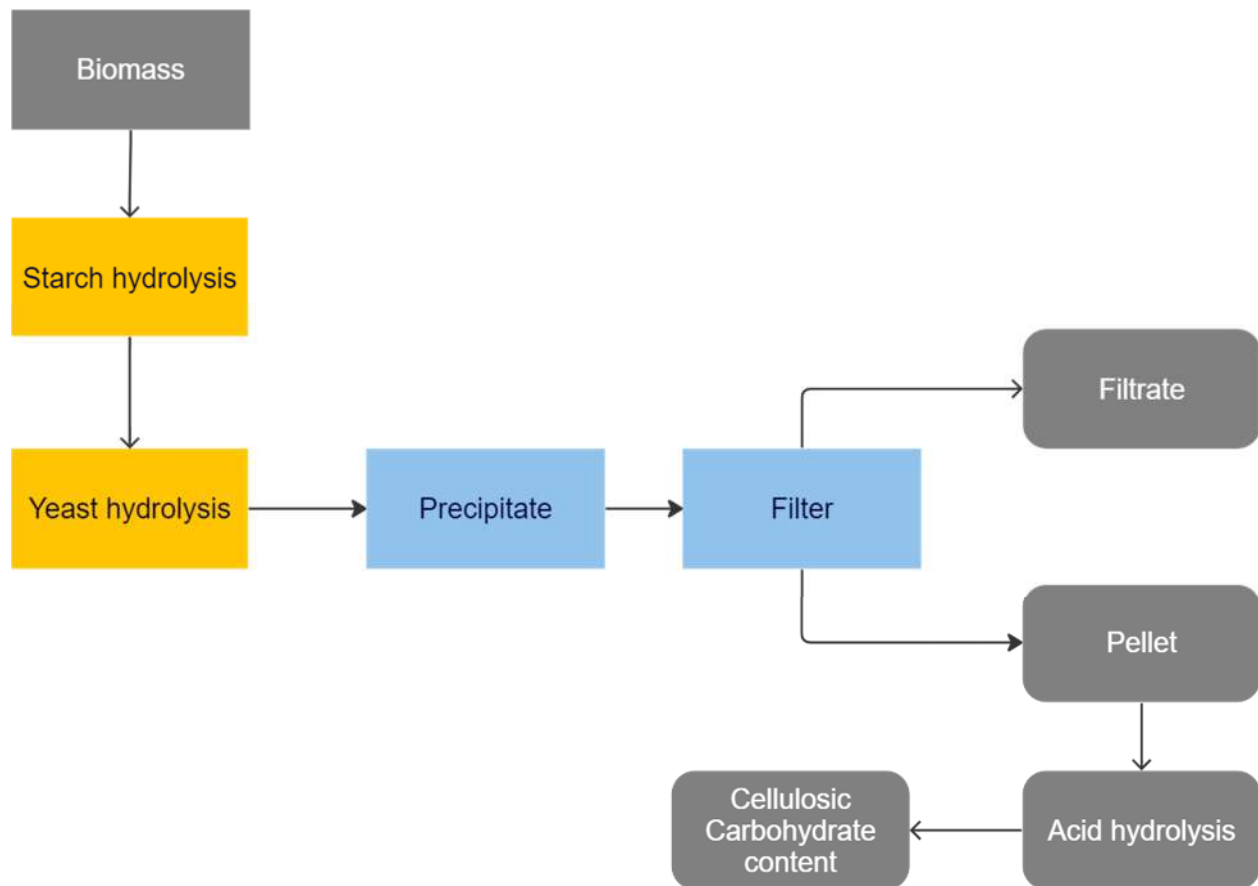 Biomass
Starch hydrolysis
Yeast hydrolysis
Precipitate
Filter
Filtrate
Pellet
Acid hydrolysis
Cellulosic
Carbohydrate
content